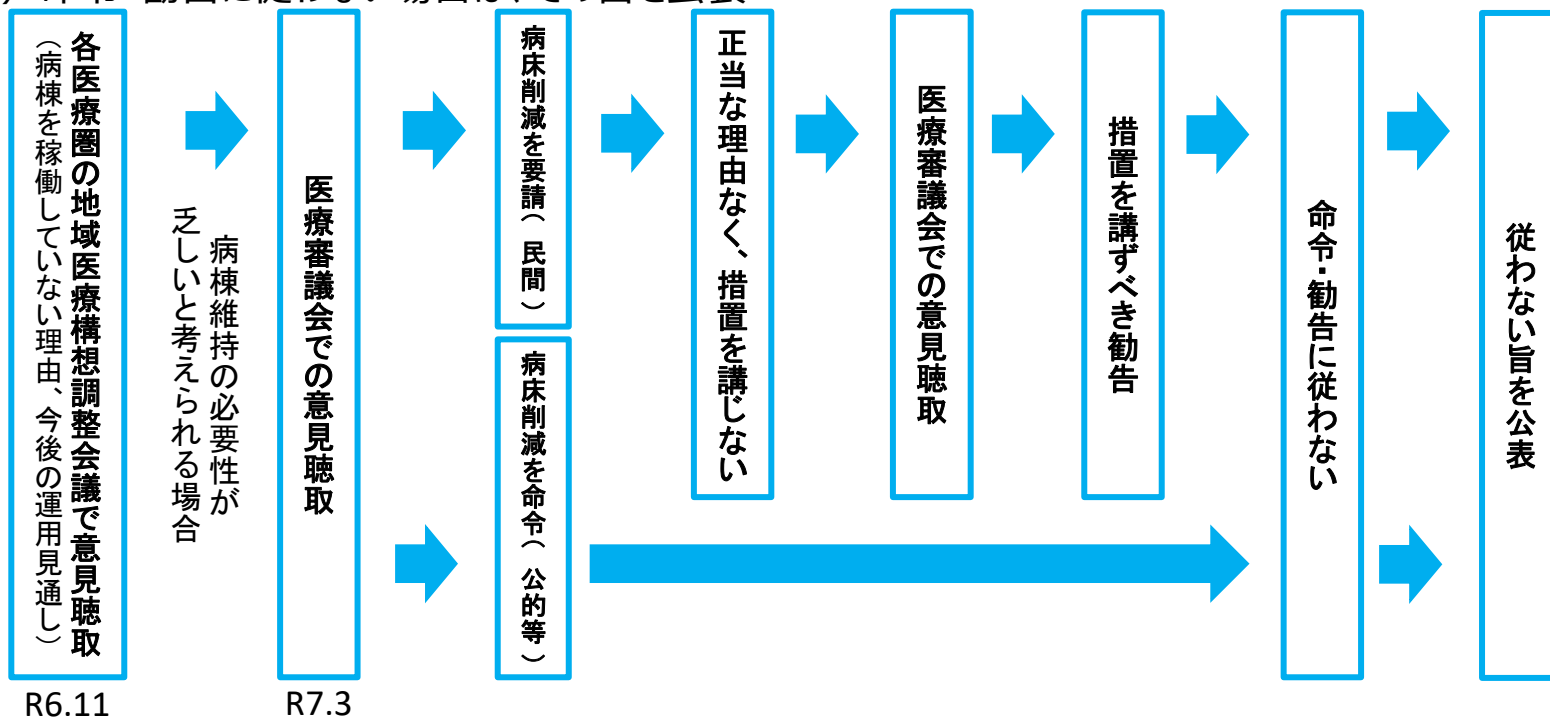 各医療圏の地域医療構想調整会議で意見聴取
（病棟を稼働していない理由、今後の運用見通し）
病棟維持の必要性が
乏しいと考えられる場合
医療審議会での意見聴取
病床削減を要請（民間）
病床削減を命令（公的等）
正当な理由なく、措置を講じない
医療審議会での意見聴取
措置を講ずべき勧告
命令・勧告に従わない
従わない旨を公表
R6.11
R7.3